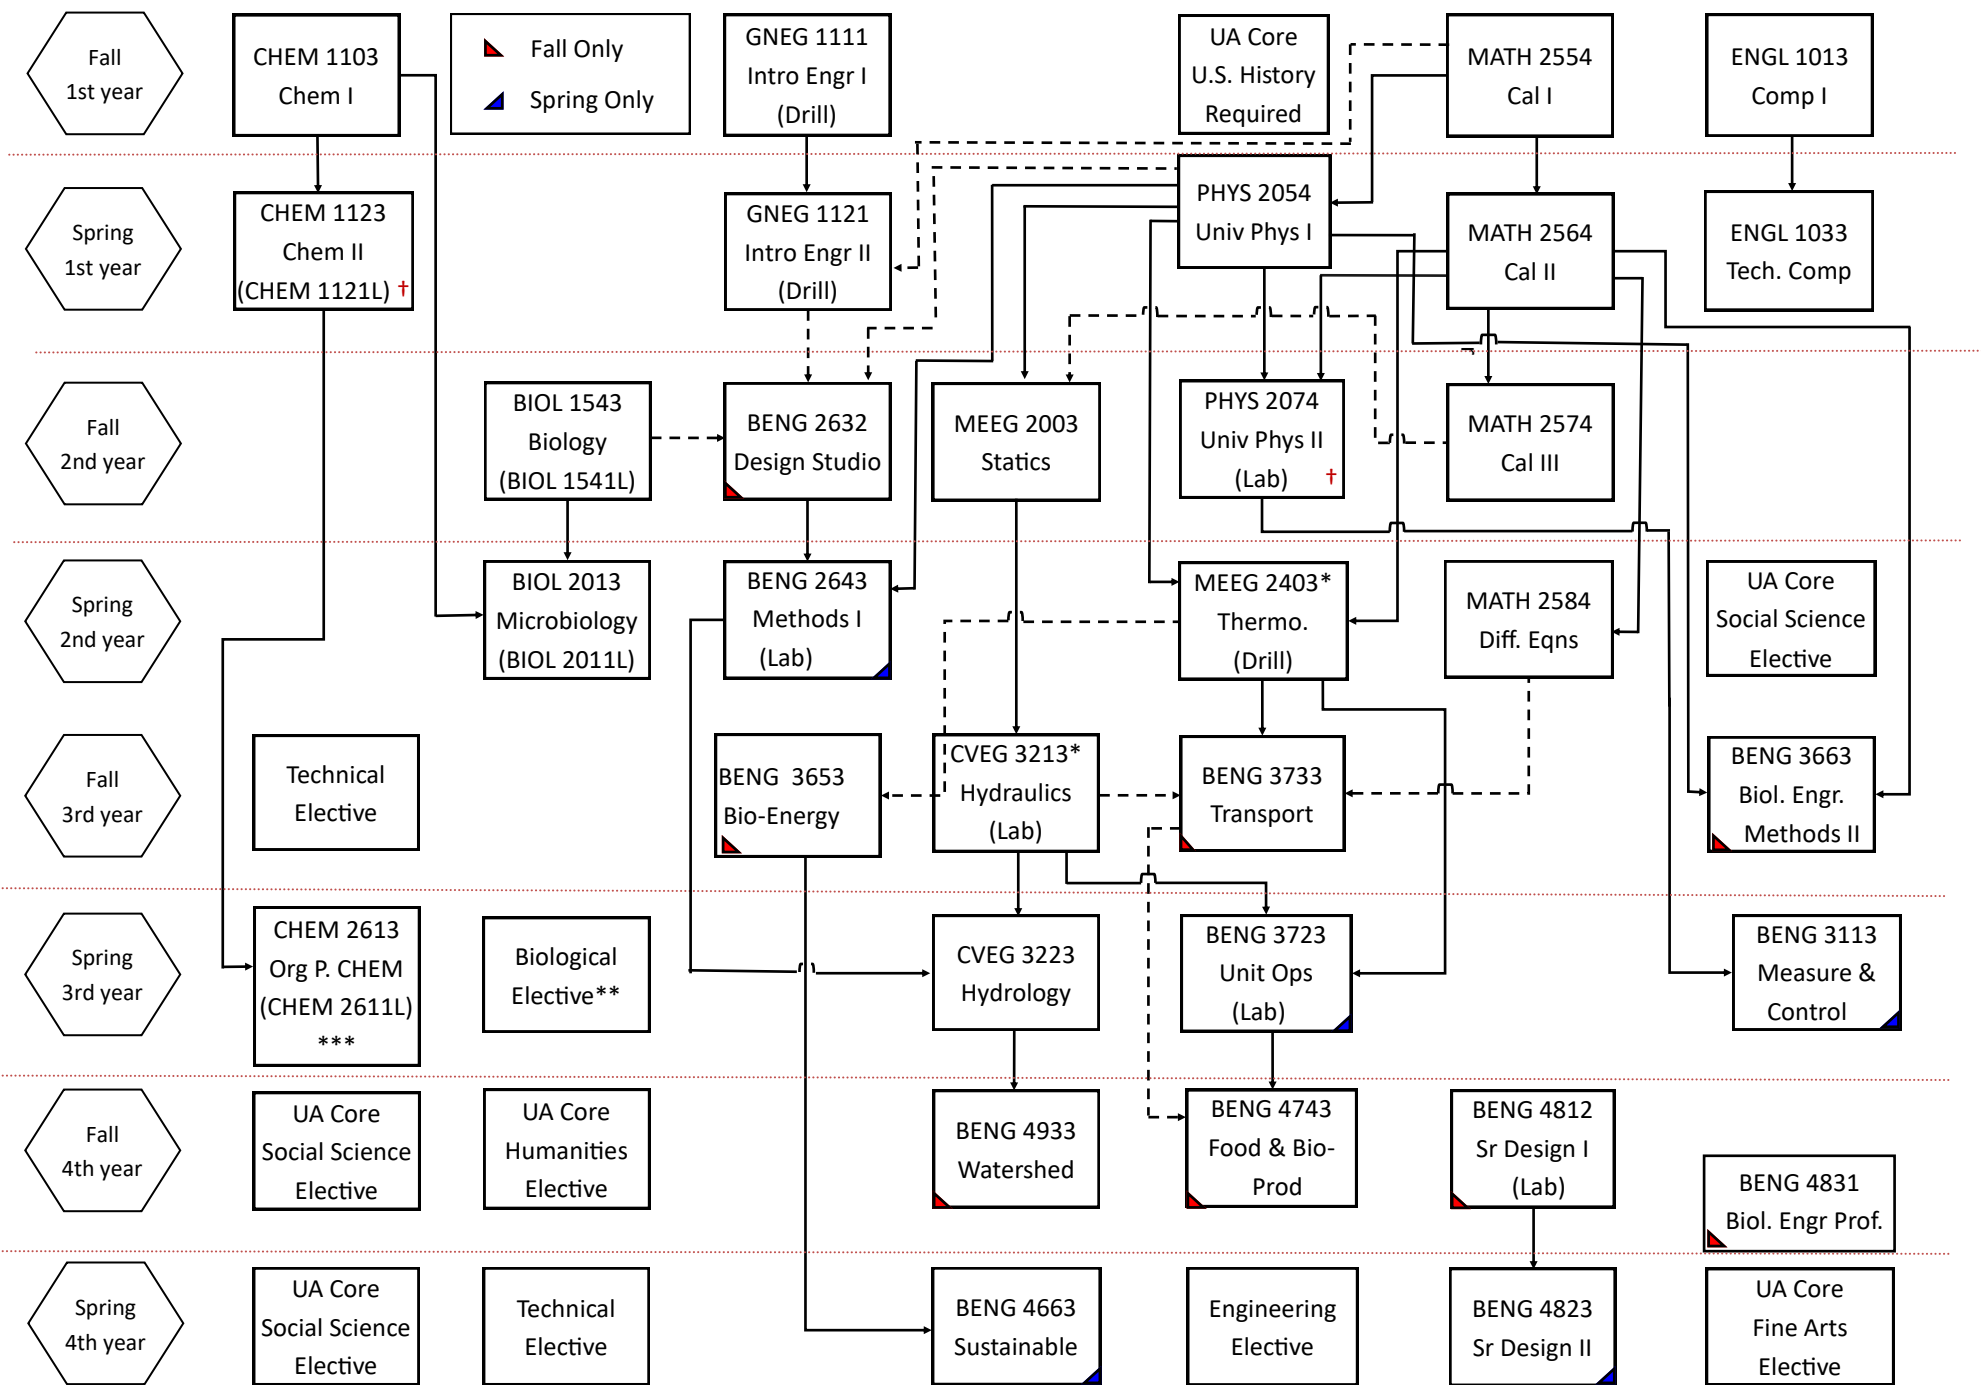 Fall
1st year
CHEM 1103
Chem I
Fall Only
Spring Only
GNEG 1111
Intro Engr I
(Drill)
UA Core
U.S. History
Required
MATH 2554
Cal I
ENGL 1013
Comp I
Spring
1st year
CHEM 1123
Chem II
(CHEM 1121L) †
GNEG 1121
Intro Engr II
(Drill)
PHYS 2054
Univ Phys I
MATH 2564
Cal II
ENGL 1033
Tech. Comp
Fall
2nd year
BIOL 1543
Biology
(BIOL 1541L)
BENG 2632
Design Studio
MEEG 2003
Statics
PHYS 2074
Univ Phys II
(Lab) †
MATH 2574
Cal III
Spring
2nd year
BIOL 2013
Microbiology
(BIOL 2011L)
BENG 2643
Methods I
(Lab)
MEEG 2403*
Thermo.
(Drill)
MATH 2584
Diff. Eqns
UA Core
Social Science
Elective
Fall
3rd year
Technical
Elective
BENG 3653
Bio-Energy
CVEG 3213*
Hydraulics
(Lab)
BENG 3733
Transport
BENG 3663
Biol. Engr.
Methods II
Spring
3rd year
CHEM 2613
Org P. CHEM
(CHEM 2611L)
***
Biological
Elective**
CVEG 3223
Hydrology
BENG 3723
Unit Ops
(Lab)
BENG 3113
Measure &
Control
Fall
4th year
UA Core
Social Science
Elective
UA Core
Humanities
Elective
BENG 4933
Watershed
BENG 4743
Food & Bio-
Prod
BENG 4812
Sr Design I
(Lab)
BENG 4831
Biol. Engr Prof.
Spring
4th year
UA Core
Social Science
Elective
Technical
Elective
BENG 4663
Sustainable
Engineering
Elective
BENG 4823
Sr Design II
UA Core
Fine Arts
Elective